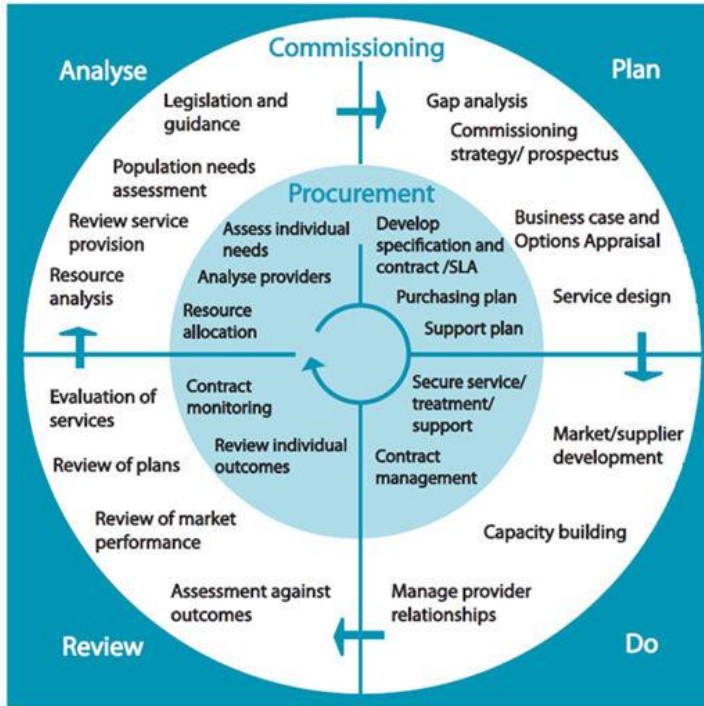 Commissioning
Analyse
Plan
Legislation and
guidance
Population needs
assessment
Review service
provision
Resource
analysis
Gap analysis
Commissioning
strategy/ prospectus
Business case and
Options Appraisal
Service design
Procurement
Assess individual
needs
Analyse providers
Resource
allocation
Develop
specification and
contract /SLA
Purchasing plan
Support plan
Secure service/
treatment/
support
Contract
management
Contract
monitoring
Review individual
outcomes
Market/supplier
development
Capacity building
Manage provider
relationships
Evaluation of
services
Review of plans
Review of market
performance
Assessment against
outcomes
Review
Do